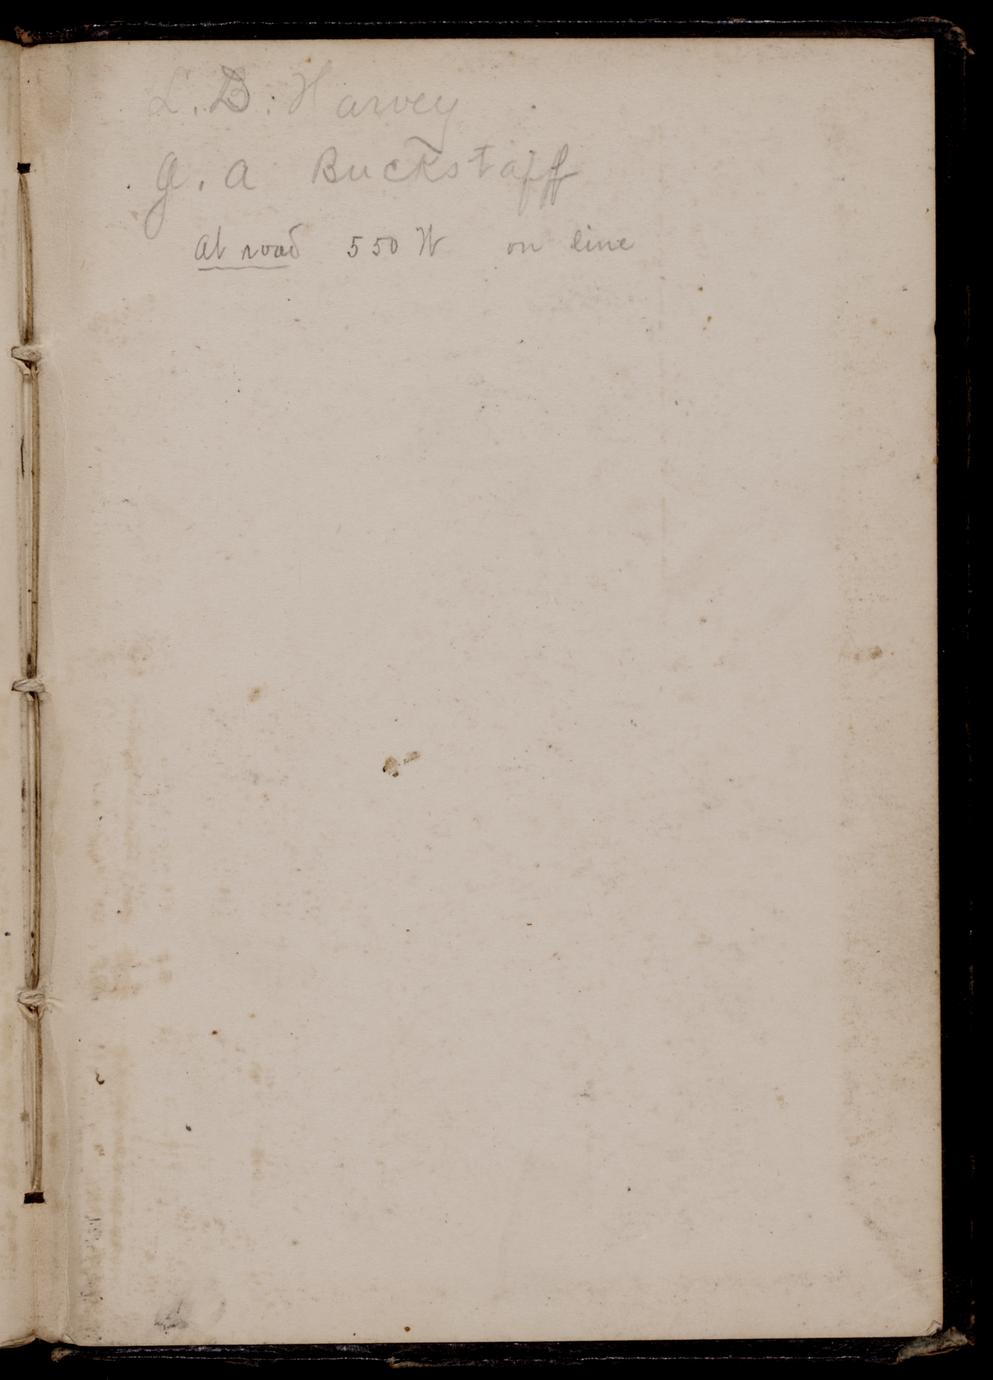 L. D. Harvey
G. A Buckstaff
at road 550 W on line